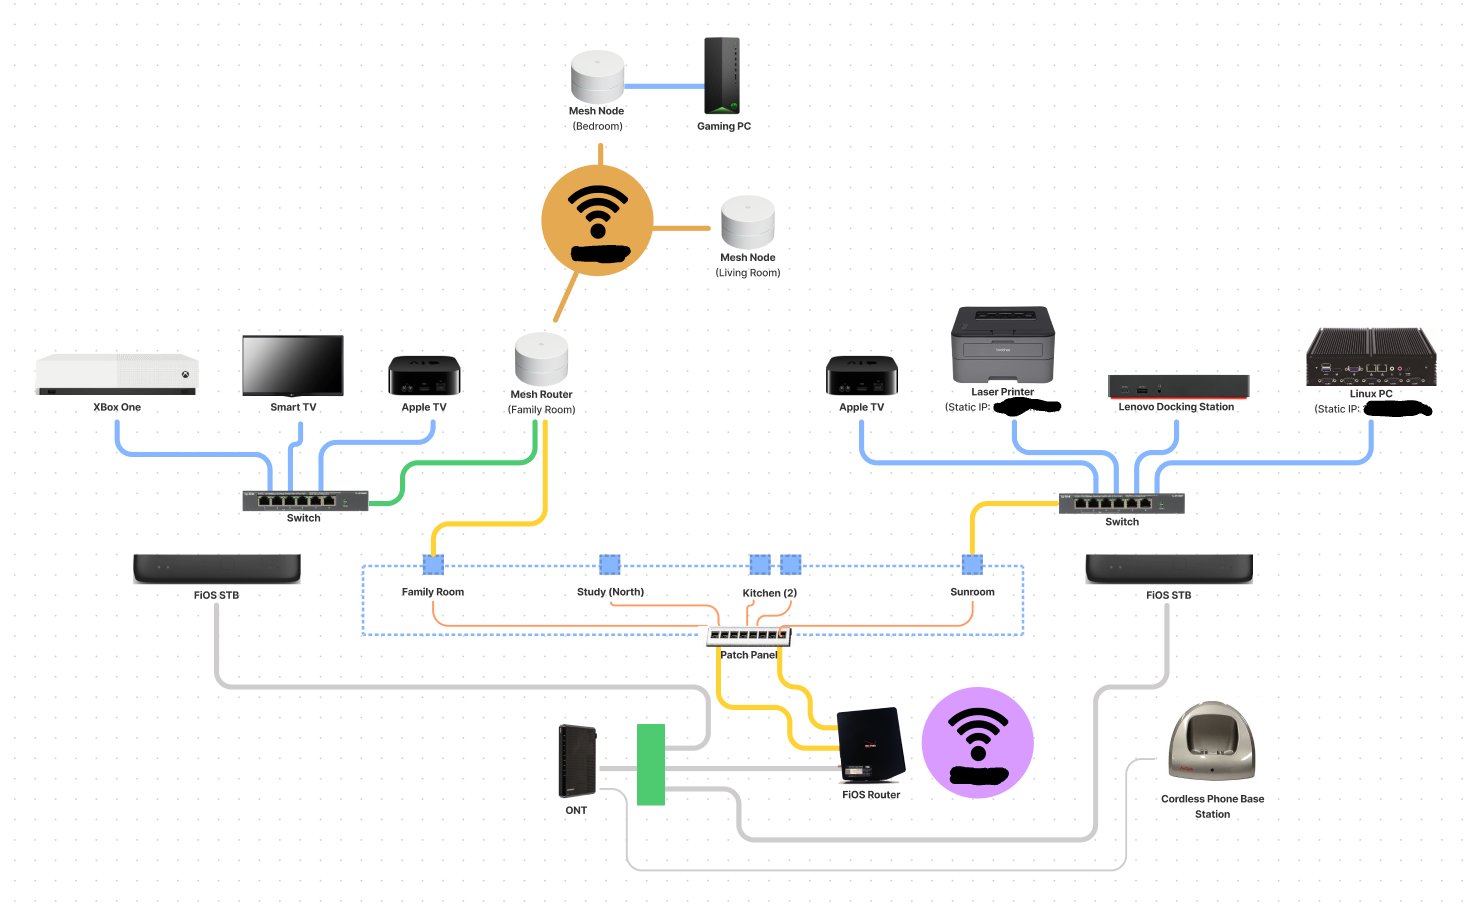 Mesh Node
(Bedroom)
Gaming PC
Mesh Node
(Living Room)
Mesh Router
(Family Room)
XBox One
Smart TV
Apple TV
Apple TV
Laser Printer
(Static IP:
Lenovo Docking Station
Linux PC
(Static IP:
Switch
Switch
FiOS STB
FiOS STB
Family Room
Study (North)
Kitchen (2)
Sunroom
Patch Panel
ONT
FiOS Router
Cordless Phone Base
Station